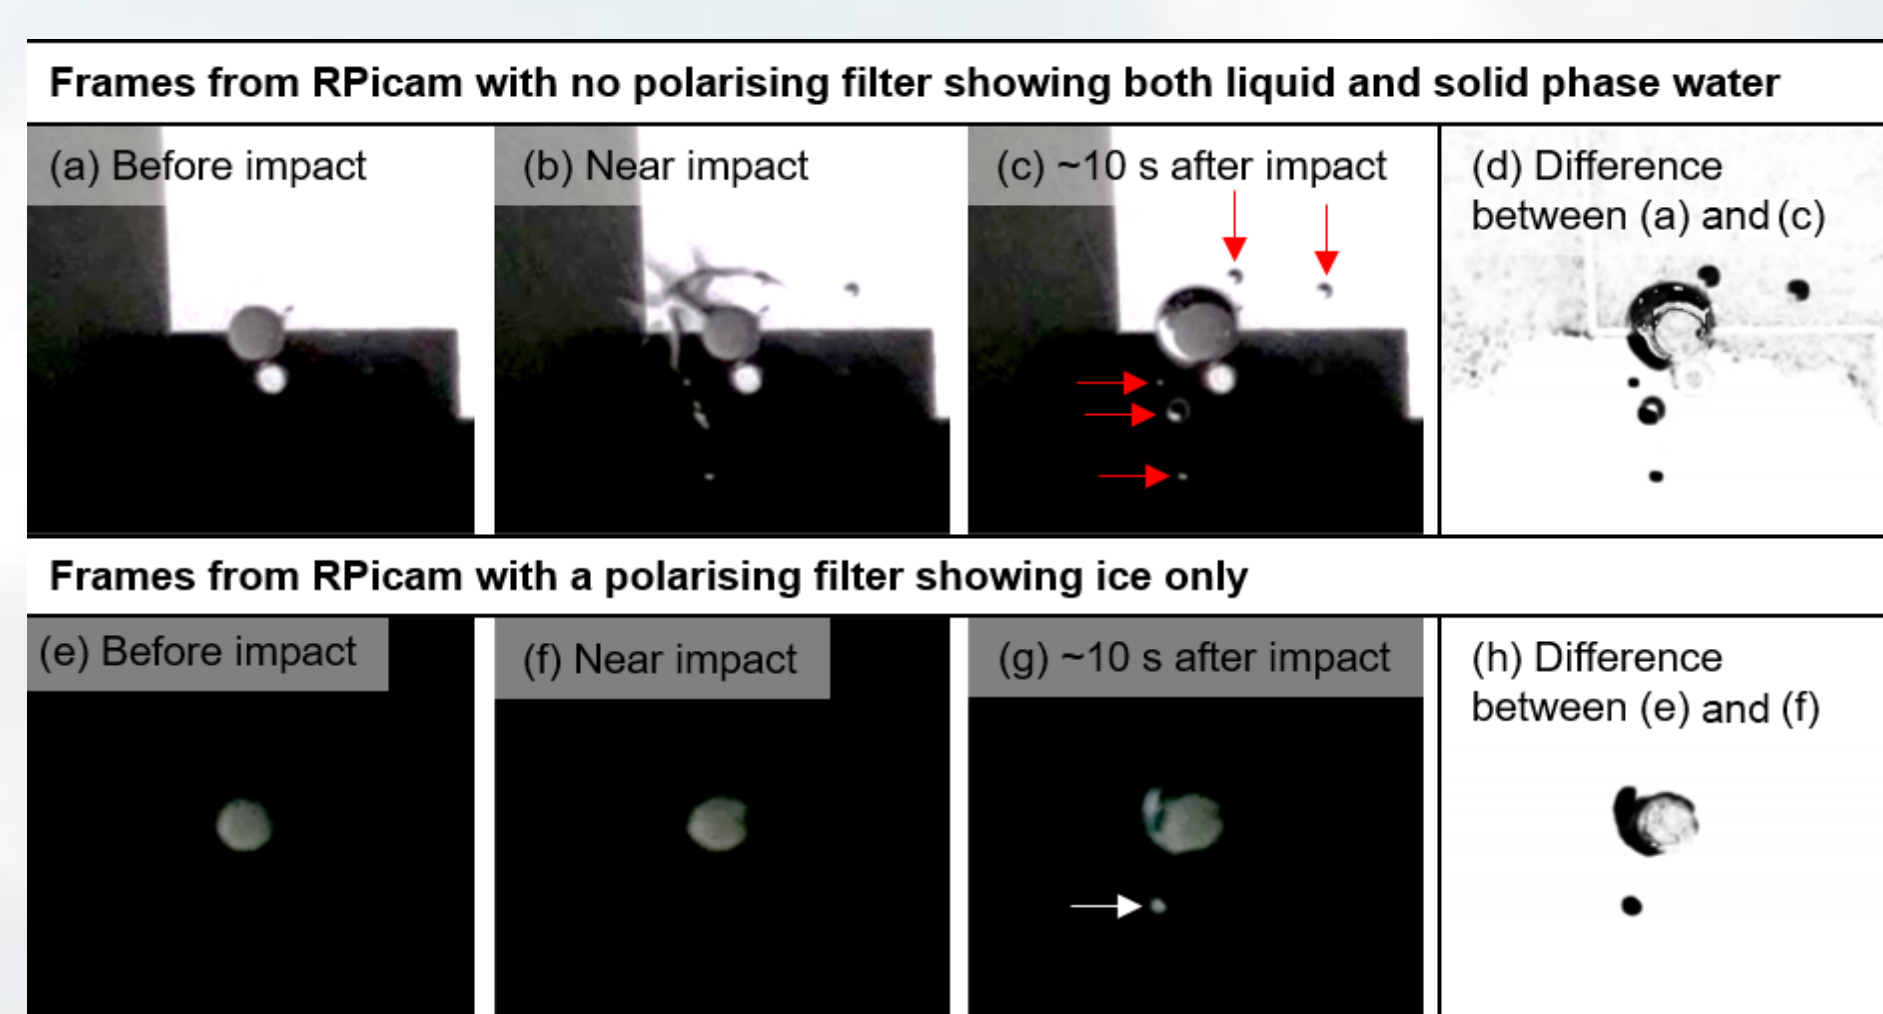 Frames from RPicam with no polarising filter showing both liquid and solid phase water
(a) Before impact
(b) Near impact
(c) ~10 s after impact
(d) Difference
between (a) and (c)
Frames from RPicam with a polarising filter showing ice only
(e) Before impact
(f) Near impact
(g) ~10 s after impact
(h) Difference
between (e) and (f)